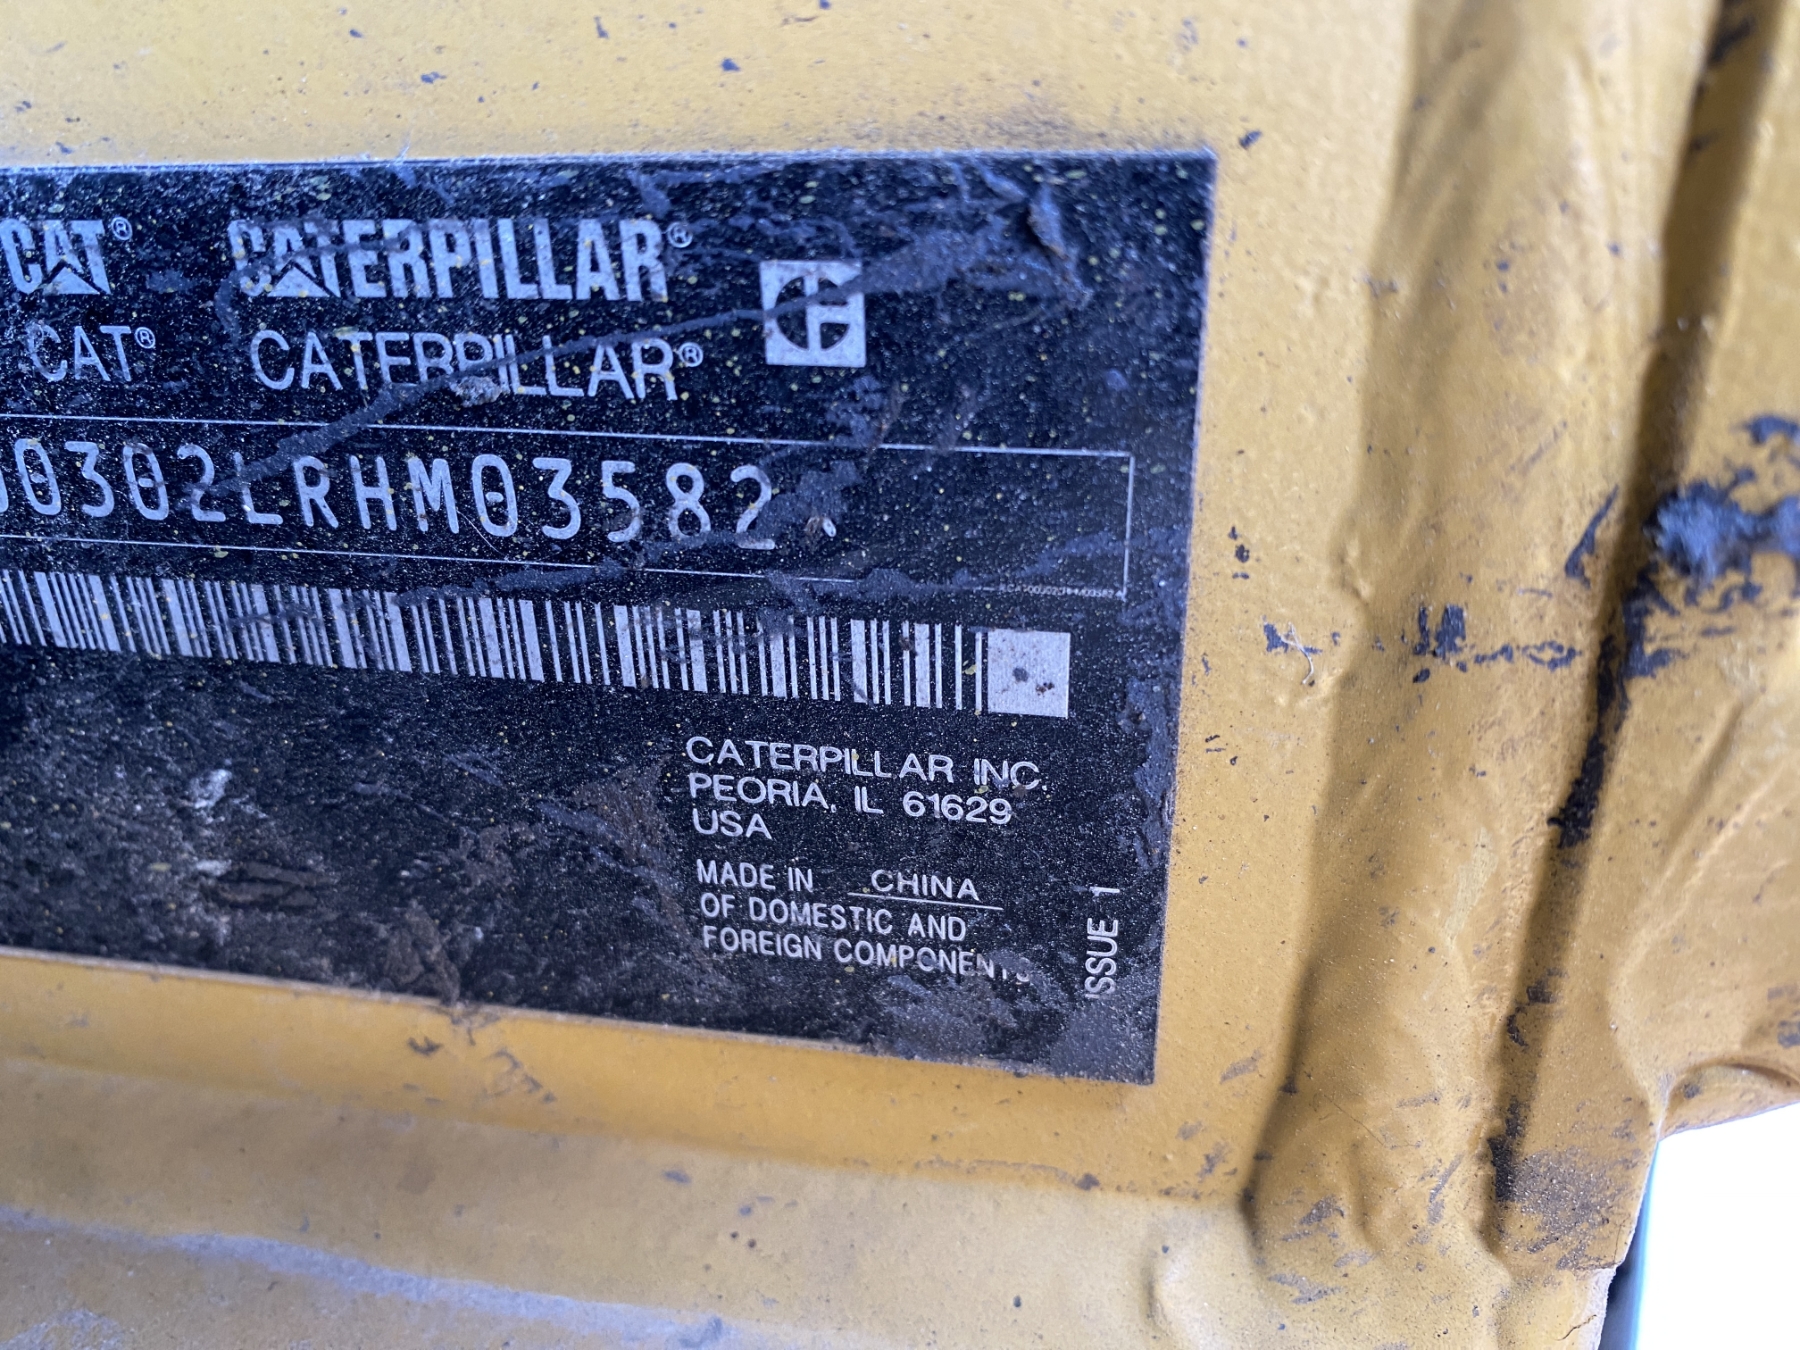 CAT® CATERPILLAR®
CAT® CATERPILLAR®
00302LRHM03582
CATERPILLAR INC.
PEORIA, IL 61629
USA
MADE IN CHINA
OF DOMESTIC AND
FOREIGN COMPONENTS
ISSUE 1